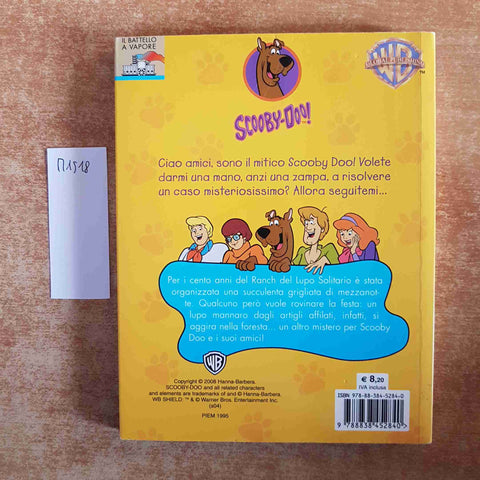 IL BATTELLO
A VAPORE
WB
SCOOBY-DOO!
Ciao amici, sono il mitico Scooby Doo! Volete
darmi una mano, anzi una zampa, a risolvere
un caso misteriosissimo? Allora seguitemi...
M1518
Per i cento anni del Ranch del Lupo Solitario è stata
organizzata una succulenta grigliata di mezzanot-
te. Qualcuno però vuole rovinare la festa: un
lupo mannaro dagli artigli affilati, infatti, si
aggira nella foresta... un altro mistero per Scooby
Doo e i suoi amici!
WB
Copyright © 2008 Hanna-Barbera.
SCOOBY-DOO and all related characters and
elements are trademarks of and © Hanna-Barbera.
WB SHIELD: ™ & © Warner Bros. Entertainment Inc.
(s04)
PIEM 1995
€ 8,20
IVA inclusa
ISBN 978-88-384-5284-0
9 788838 452840